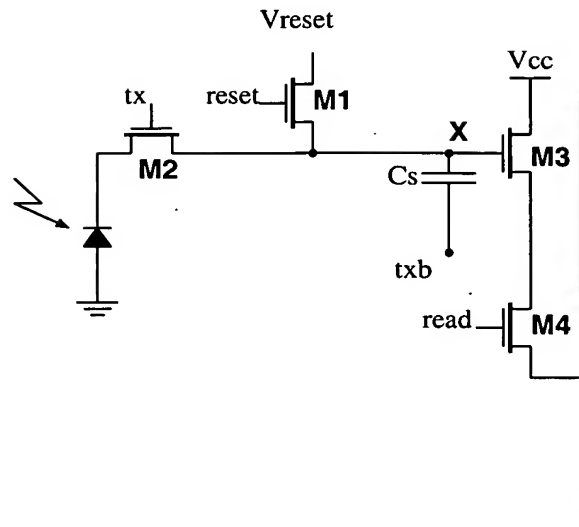 Vreset
Vcc
tx
reset
M1
X
M2
M3
Cs
txb
read
M4